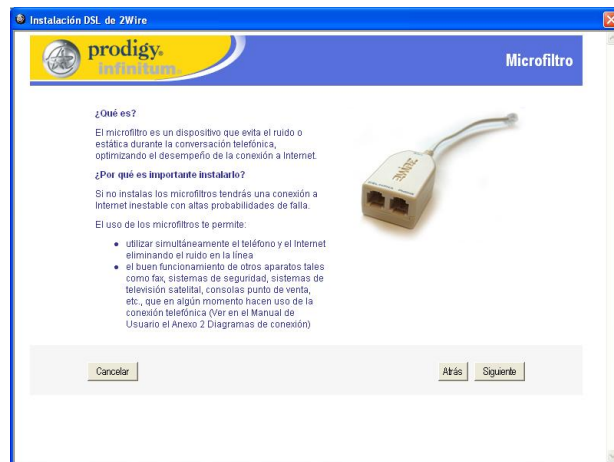 Instalación DSL de 2Wire
prodigy.
infinitum.
Microfiltro
¿Qué es?
El microfiltro es un dispositivo que evita el ruido o
estática durante la conversación telefónica,
optimizando el desempeño de la conexión a Internet.
¿Por qué es importante instalarlo?
Si no instalas los microfiltros tendrás una conexión a
Internet inestable con altas probabilidades de falla.
El uso de los microfiltros te permite:
• utilizar simultáneamente el teléfono y el Internet
eliminando el ruido en la línea
• el buen funcionamiento de otros aparatos tales
como fax, sistemas de seguridad, sistemas de
televisión satelital, consolas punto de venta,
etc., que en algún momento hacen uso de la
conexión telefónica (Ver en el Manual de
Usuario el Anexo 2 Diagramas de conexión)
2WIRE
Cancelar
Atrás
Siguiente